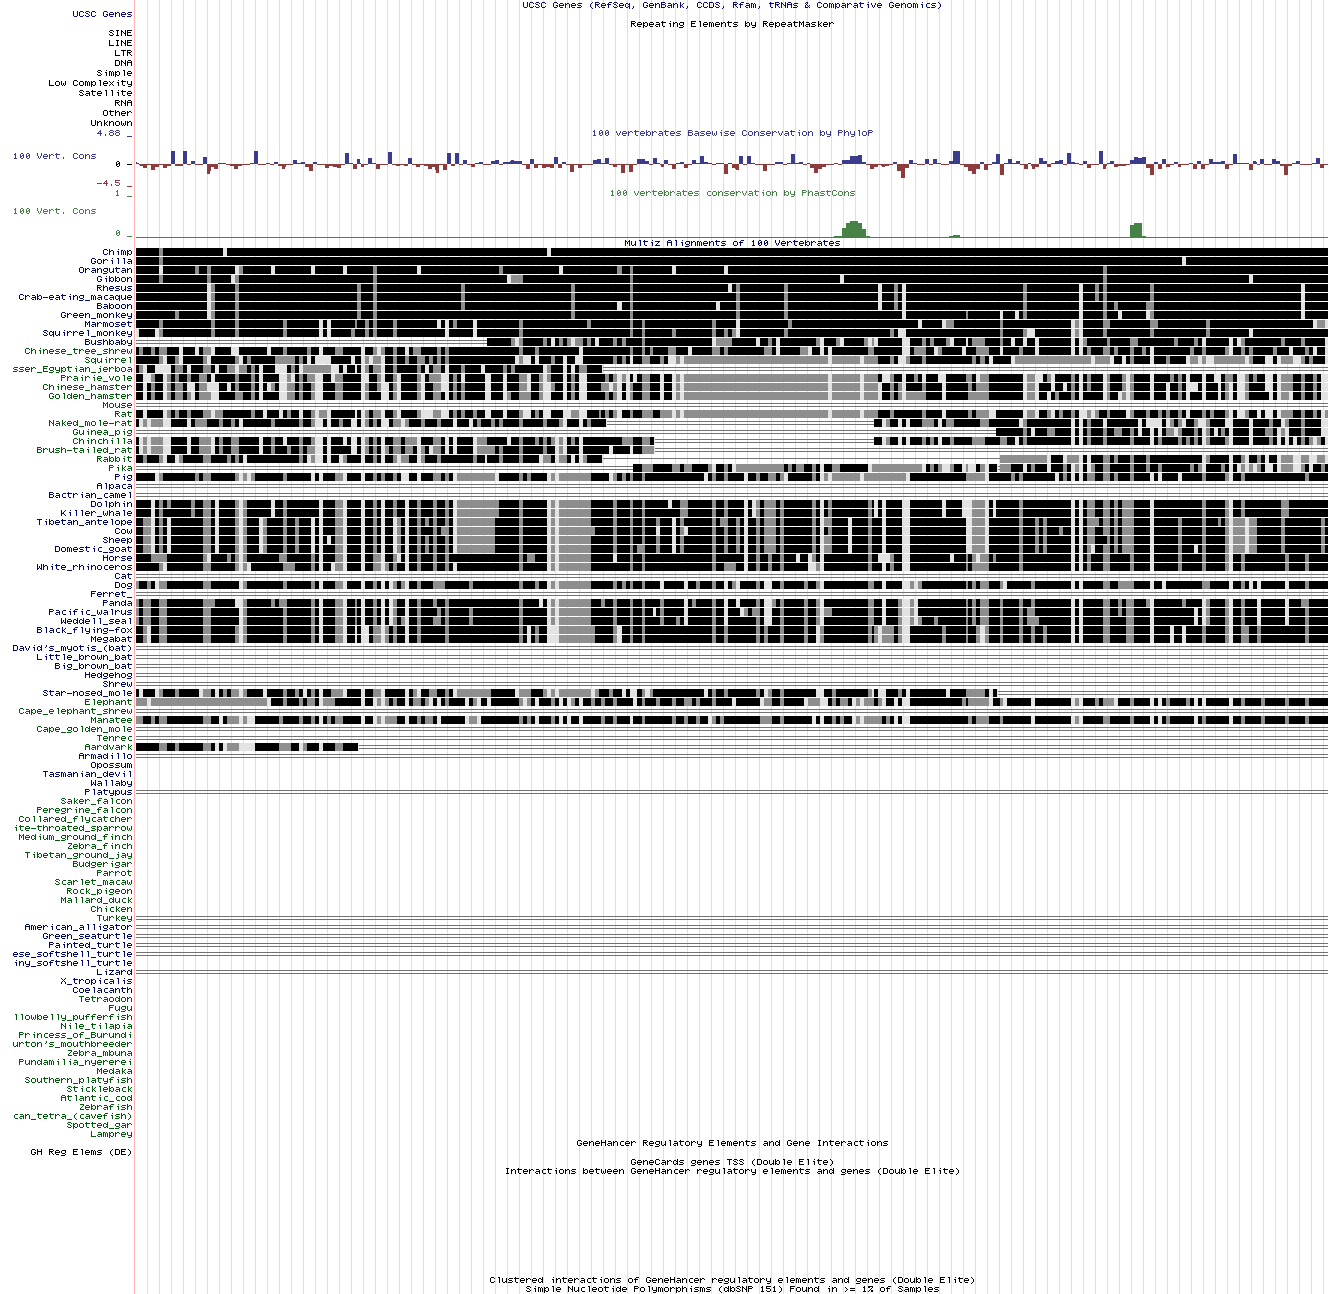 UCSC Genes (RefSeq, GenBank, CCDS, Rfam, tRNAs & Comparative Genomics)
UCSC Genes
Repeating Elements by RepeatMasker
SINE
LINE
LTR
DNA
Simple
Low Complexity
Satellite
RNA
Other
Unknown
4.88 _
100 vertebrates Basewise Conservation by PhyloP
100 Vert. Cons
0 -
-4.5 _
1 _
100 vertebrates conservation by PhastCons
100 Vert. Cons
0 _
Multiz Alignments of 100 Vertebrates
Chimp
Gorilla
Orangutan
Gibbon
Rhesus
Crab-eating_macaque
Baboon
Green_monkey
Marmoset
Squirrel_monkey
Bushbaby
Chinese_tree_shrew
Squirrel
sser_Egyptian_jerboa
Prairie_vole
Chinese_hamster
Golden_hamster
Mouse
Rat
Naked_mole-rat
Guinea_pig
Chinchilla
Brush-tailed_rat
Rabbit
Pika
Pig
Alpaca
Bactrian_camel
Dolphin
Killer_whale
Tibetan_antelope
Cow
Sheep
Domestic_goat
Horse
White_rhinoceros
Cat
Dog
Ferret_
Panda
Pacific_walrus
Weddell_seal
Black_flying-fox
Megabat
David's_myotis_(bat)
Little_brown_bat
Big_brown_bat
Hedgehog
Shrew
Star-nosed_mole
Elephant
Cape_elephant_shrew
Manatee
Cape_golden_mole
Tenrec
Aardvark
Armadillo
Opossum
Tasmanian_devil
Wallaby
Platypus
Saker_falcon
Peregrine_falcon
Collared_flycatcher
ite-throated_sparrow
Medium_ground_finch
Zebra_finch
Tibetan_ground_jay
Budgerigar
Parrot
Scarlet_macaw
Rock_pigeon
Mallard_duck
Chicken
Turkey
American_alligator
Green_seaturtle
Painted_turtle
ese_softshell_turtle
iny_softshell_turtle
Lizard
X_tropicalis
Coelacanth
Tetraodon
Fugu
llowbelly_pufferfish
Nile_tilapia
Princess_of_Burundi
urton's_mouthbreeder
Zebra_mbuna
Pundamilia_nyererei
Medaka
Southern_platyfish
Stickleback
Atlantic_cod
Zebrafish
can_tetra_(cavefish)
Spotted_gar
Lamprey
GeneHancer Regulatory Elements and Gene Interactions
GH Reg Elems (DE)
GeneCards genes TSS (Double Elite)
Interactions between GeneHancer regulatory elements and genes (Double Elite)
Clustered interactions of GeneHancer regulatory elements and genes (Double Elite)
Simple Nucleotide Polymorphisms (dbSNP 151) Found in >= 1% of Samples